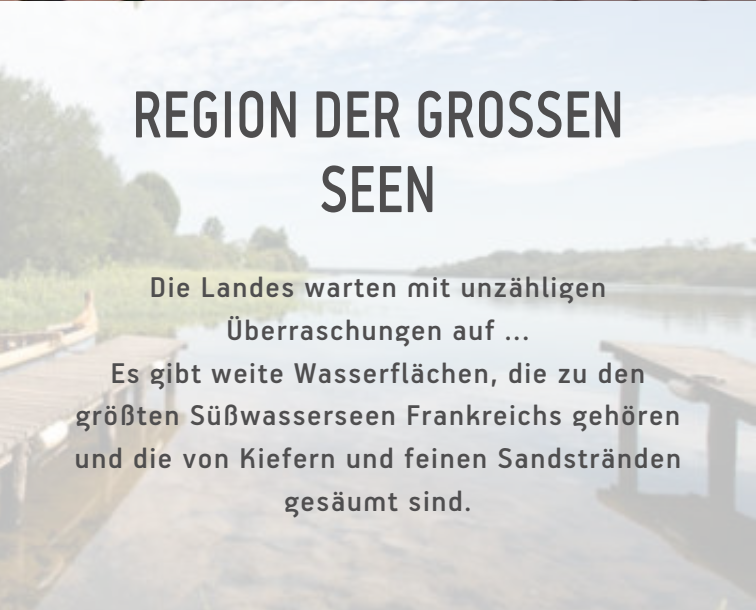 REGION DER GROSSEN
SEEN
Die Landes warten mit unzähligen
Überraschungen auf ...
Es gibt weite Wasserflächen, die zu den
größten Süßwasserseen Frankreichs gehören
und die von Kiefern und feinen Sandstränden
gesäumt sind.